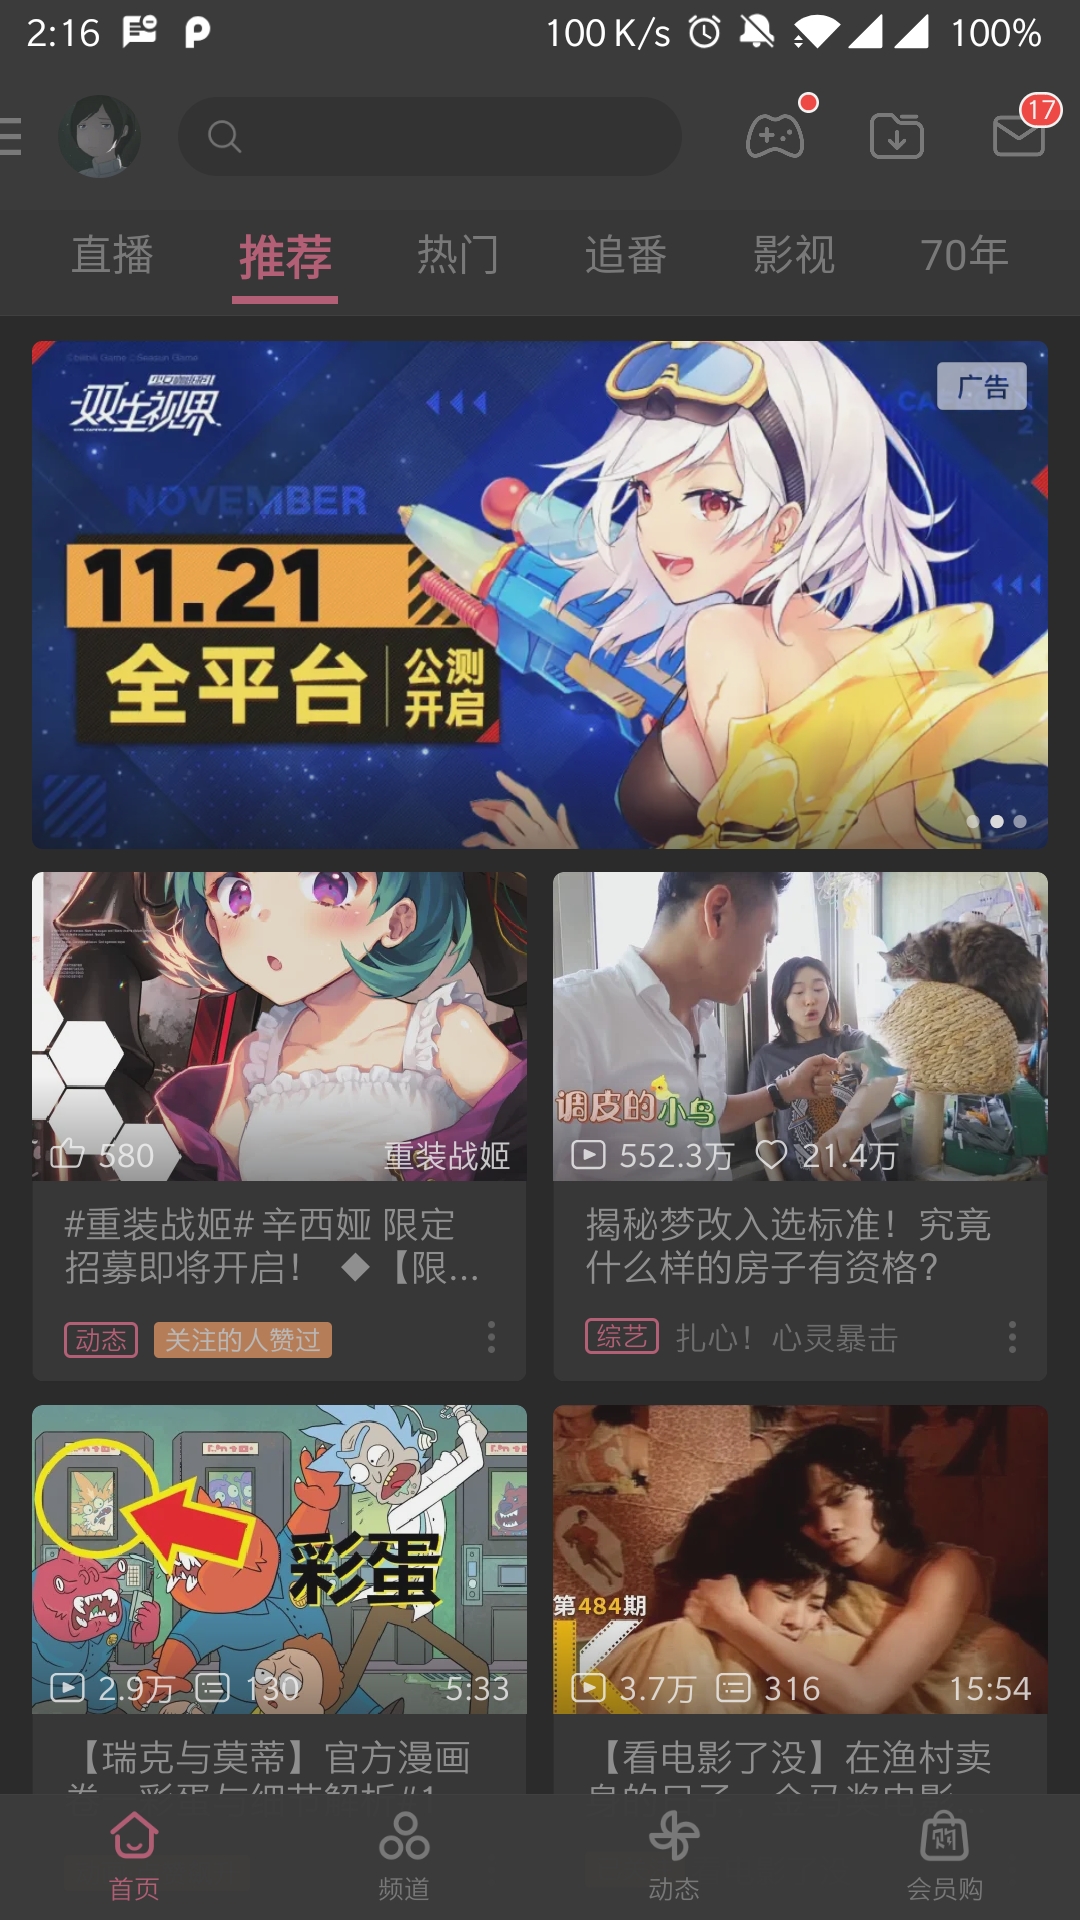 2:16
100 K/s
100%
17
直播
推荐
热门
追番
影视
70年
双生视界
广告
NOVEMBER
11.21
全平台
公测
开启
580
重装战姬
调皮的小鸟
552.3万
21.4万
#重装战姬# 辛西娅 限定
招募即将开启！ ◆【限...
动态
关注的人赞过
揭秘梦改入选标准！究竟
什么样的房子有资格？
综艺
扎心！心灵暴击
彩蛋
2.9万
130
5:33
第484期
3.7万
316
15:54
【瑞克与莫蒂】官方漫画
【看电影了没】在渔村卖
首页
频道
动态
会员购